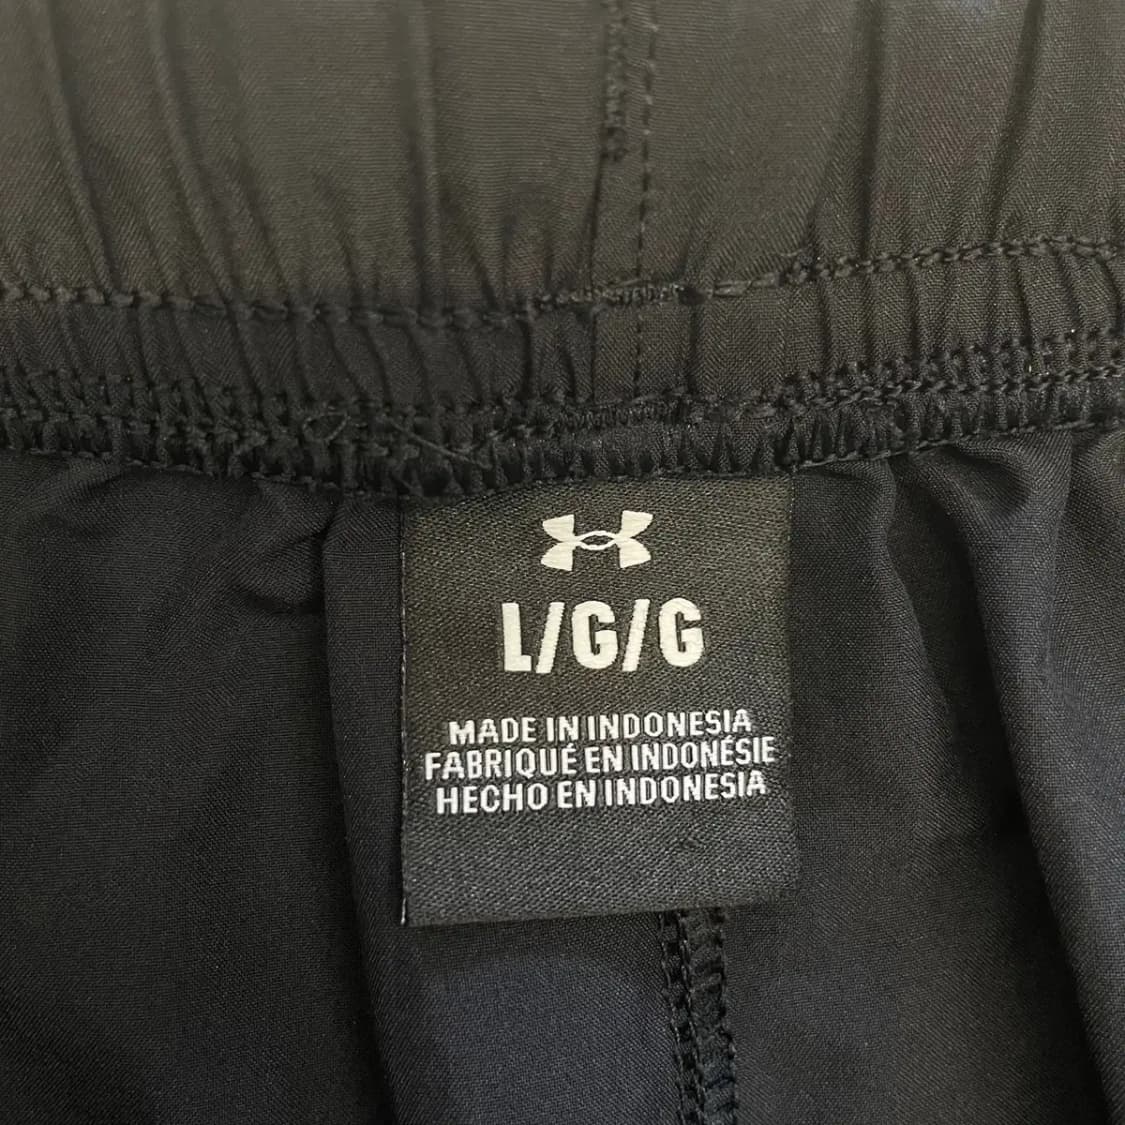 L/G/G
MADE IN INDONESIA
FABRIQUÉ EN INDONÉSIE
HECHO EN INDONESIA